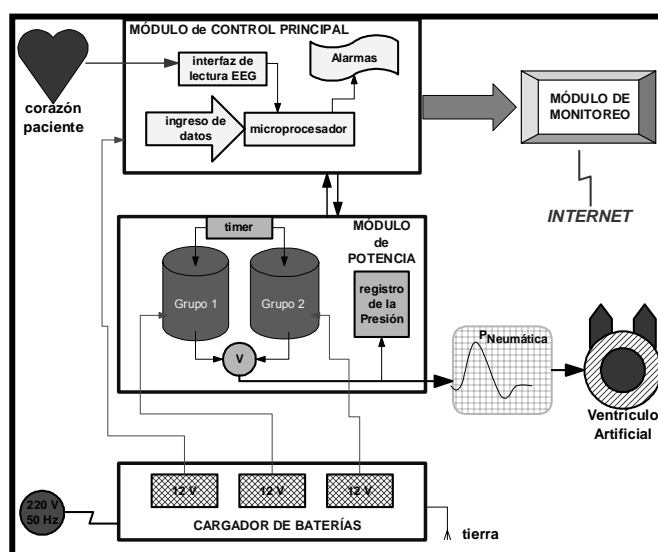 MÓDULO de CONTROL PRINCIPAL
corazón
paciente
interfaz de
lectura EEG
Alarmas
ingreso de
datos
microprocesador
MÓDULO DE
MONITOREO
INTERNET
timer
MÓDULO
de
POTENCIA
Grupo 1
Grupo 2
registro
de la
Presión
V
PNeumática
Ventrículo
Artificial
12 V
12 V
12 V
220 V
50 Hz
CARGADOR DE BATERÍAS
tierra